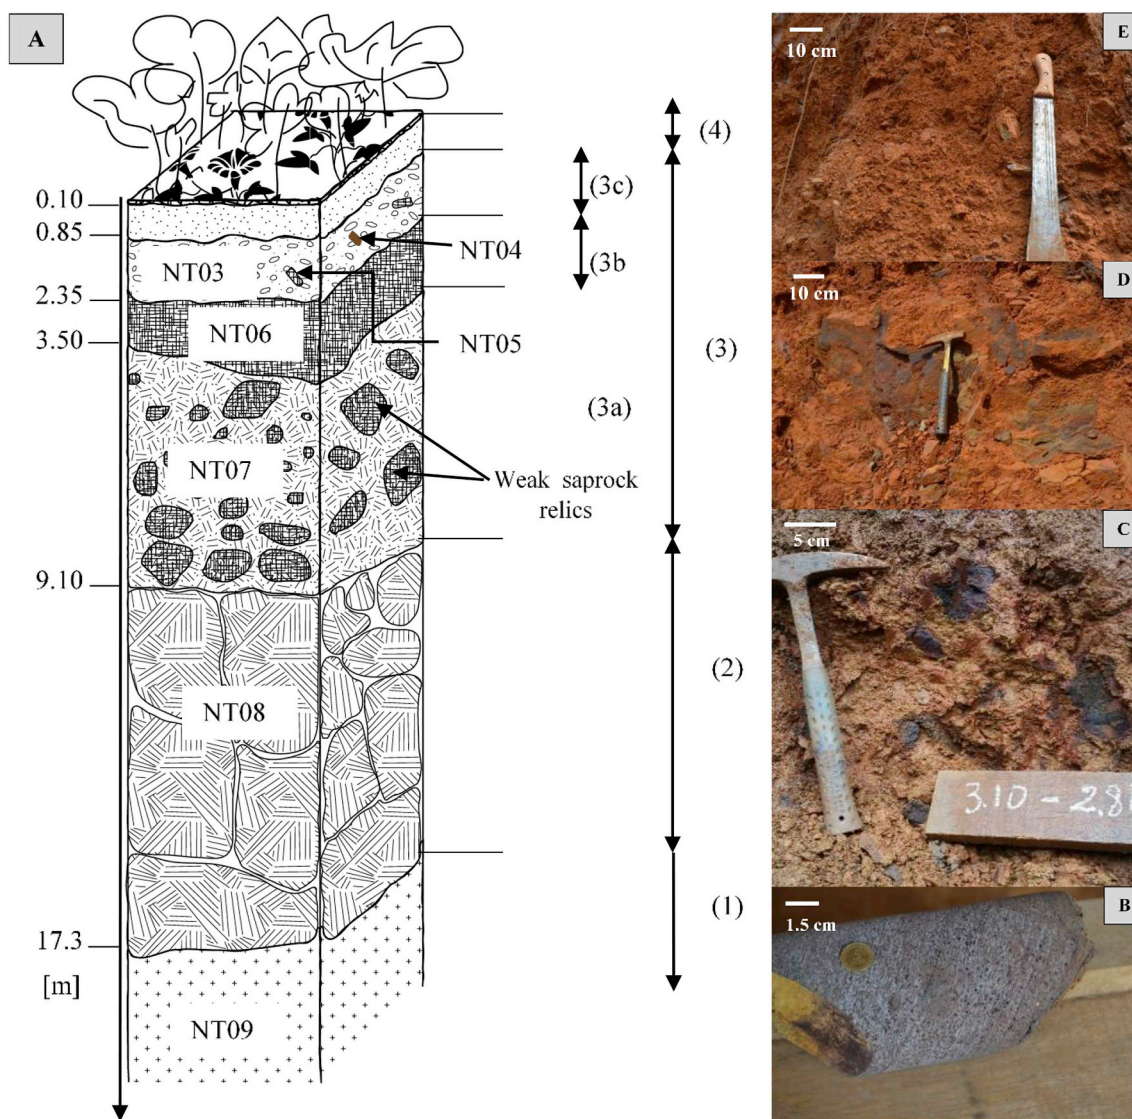 A
0.10
0.85
2.35
3.50
9.10
17.3
[m]
NT03
NT04
NT06
NT05
NT07
Weak saprock
relics
NT08
NT09
(4)
(3c)
(3b)
(3)
(3a)
(2)
(1)
E
10 cm
D
10 cm
C
5 cm
3.10 - 2.8
B
1.5 cm